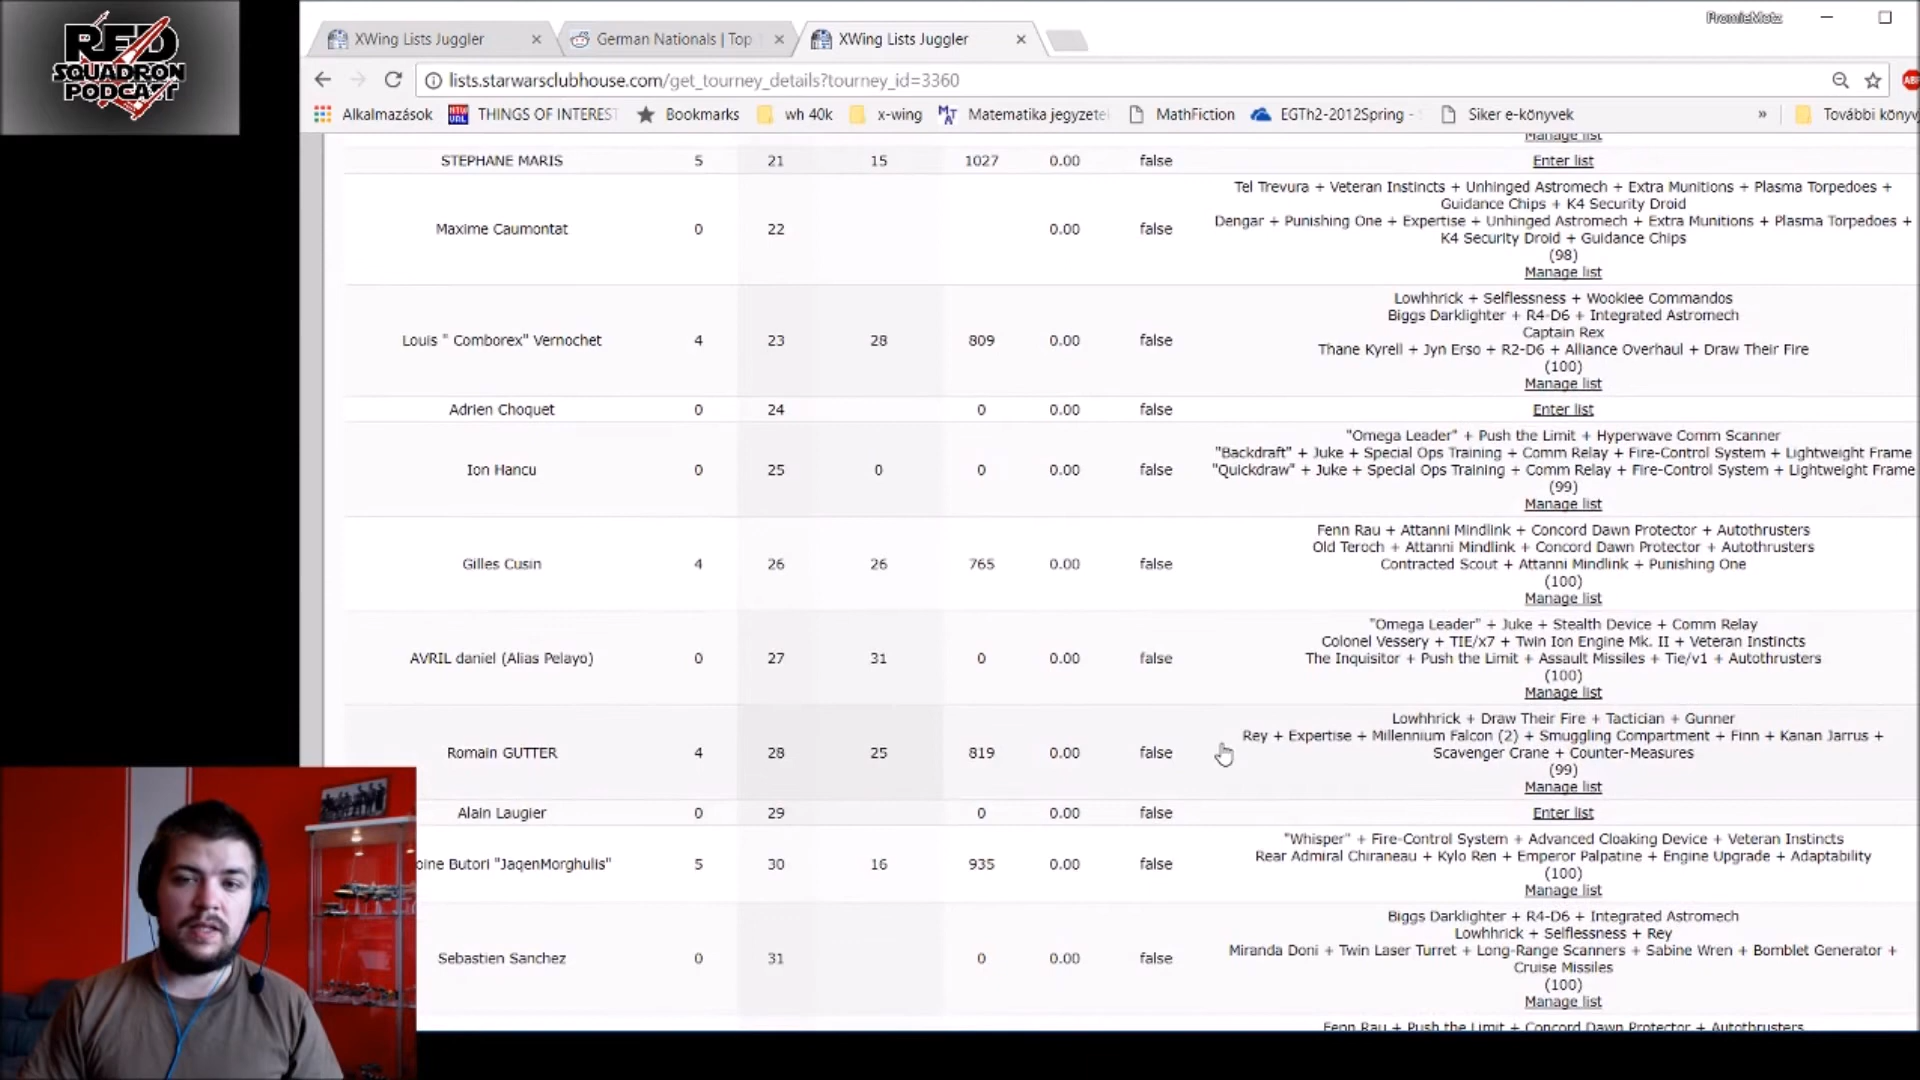 RED
SQUADRON
PODCAST
PromieMotz
XWing Lists Juggler
German Nationals | Top
XWing Lists Juggler
lists.starwarsclubhouse.com/get_tourney_details?tourney_id=3360
ABP
Alkalmazások
THINGS OF INTEREST
Bookmarks
wh 40k
x-wing
Matematika jegyzetek
MathFiction
EGTh2-2012Spring -
Siker e-könyvek
»
További könyv
Manage list
STEPHANE MARIS 5 21 15 1027 0.00 false Enter list
Tel Trevura + Veteran Instincts + Unhinged Astromech + Extra Munitions + Plasma Torpedoes +
Guidance Chips + K4 Security Droid
Maxime Caumontat 0 22 0.00 false Dengar + Punishing One + Expertise + Unhinged Astromech + Extra Munitions + Plasma Torpedoes +
K4 Security Droid + Guidance Chips
(98)
Manage list
Lowhhrick + Selflessness + Wookiee Commandos
Biggs Darklighter + R4-D6 + Integrated Astromech
Louis " Comborex" Vernochet 4 23 28 809 0.00 false Captain Rex
Thane Kyrell + Jyn Erso + R2-D6 + Alliance Overhaul + Draw Their Fire
(100)
Manage list
Adrien Choquet 0 24 0 0.00 false Enter list
"Omega Leader" + Push the Limit + Hyperwave Comm Scanner
"Backdraft" + Juke + Special Ops Training + Comm Relay + Fire-Control System + Lightweight Frame
Ion Hancu 0 25 0 0 0.00 false "Quickdraw" + Juke + Special Ops Training + Comm Relay + Fire-Control System + Lightweight Frame
(99)
Manage list
Fenn Rau + Attanni Mindlink + Concord Dawn Protector + Autothrusters
Old Teroch + Attanni Mindlink + Concord Dawn Protector + Autothrusters
Gilles Cusin 4 26 26 765 0.00 false Contracted Scout + Attanni Mindlink + Punishing One
(100)
Manage list
"Omega Leader" + Juke + Stealth Device + Comm Relay
Colonel Vessery + TIE/x7 + Twin Ion Engine Mk. II + Veteran Instincts
AVRIL daniel (Alias Pelayo) 0 27 31 0 0.00 false The Inquisitor + Push the Limit + Assault Missiles + Tie/v1 + Autothrusters
(100)
Manage list
Lowhhrick + Draw Their Fire + Tactician + Gunner
Rey + Expertise + Millennium Falcon (2) + Smuggling Compartment + Finn + Kanan Jarrus +
Romain GUTTER 4 28 25 819 0.00 false Scavenger Crane + Counter-Measures
(99)
Manage list
Alain Laugier 0 29 0 0.00 false Enter list
"Whisper" + Fire-Control System + Advanced Cloaking Device + Veteran Instincts
oine Butori "JaqenMorghulis" 5 30 16 935 0.00 false Rear Admiral Chiraneau + Kylo Ren + Emperor Palpatine + Engine Upgrade + Adaptability
(100)
Manage list
Biggs Darklighter + R4-D6 + Integrated Astromech
Lowhhrick + Selflessness + Rey
Sebastien Sanchez 0 31 0 0.00 false Miranda Doni + Twin Laser Turret + Long-Range Scanners + Sabine Wren + Bomblet Generator +
Cruise Missiles
(100)
Manage list
Fenn Rau + Push the Limit + Concord Dawn Protector + Autothrusters